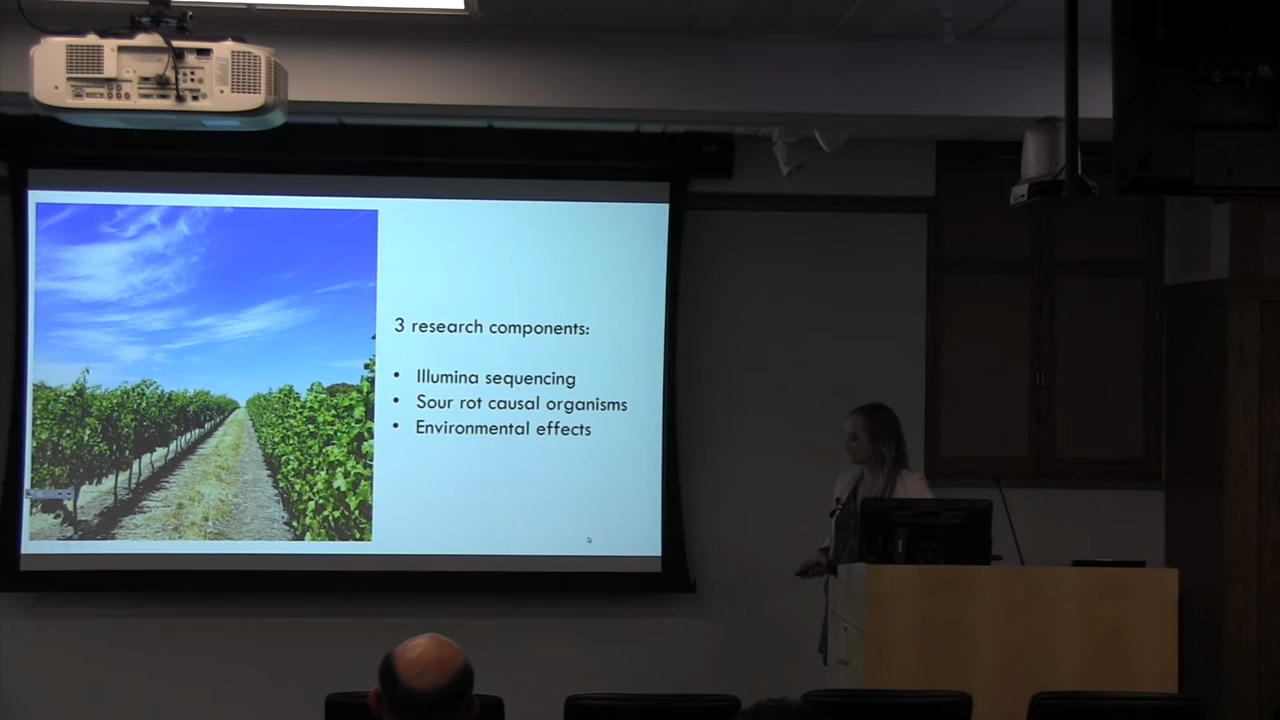 3 research components:
• Illumina sequencing
• Sour rot causal organisms
• Environmental effects